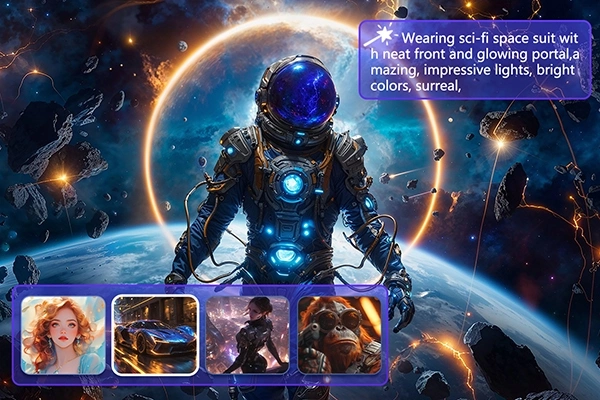 Wearing sci-fi space suit wit
h neat front and glowing portal,a
mazing, impressive lights, bright
colors, surreal,